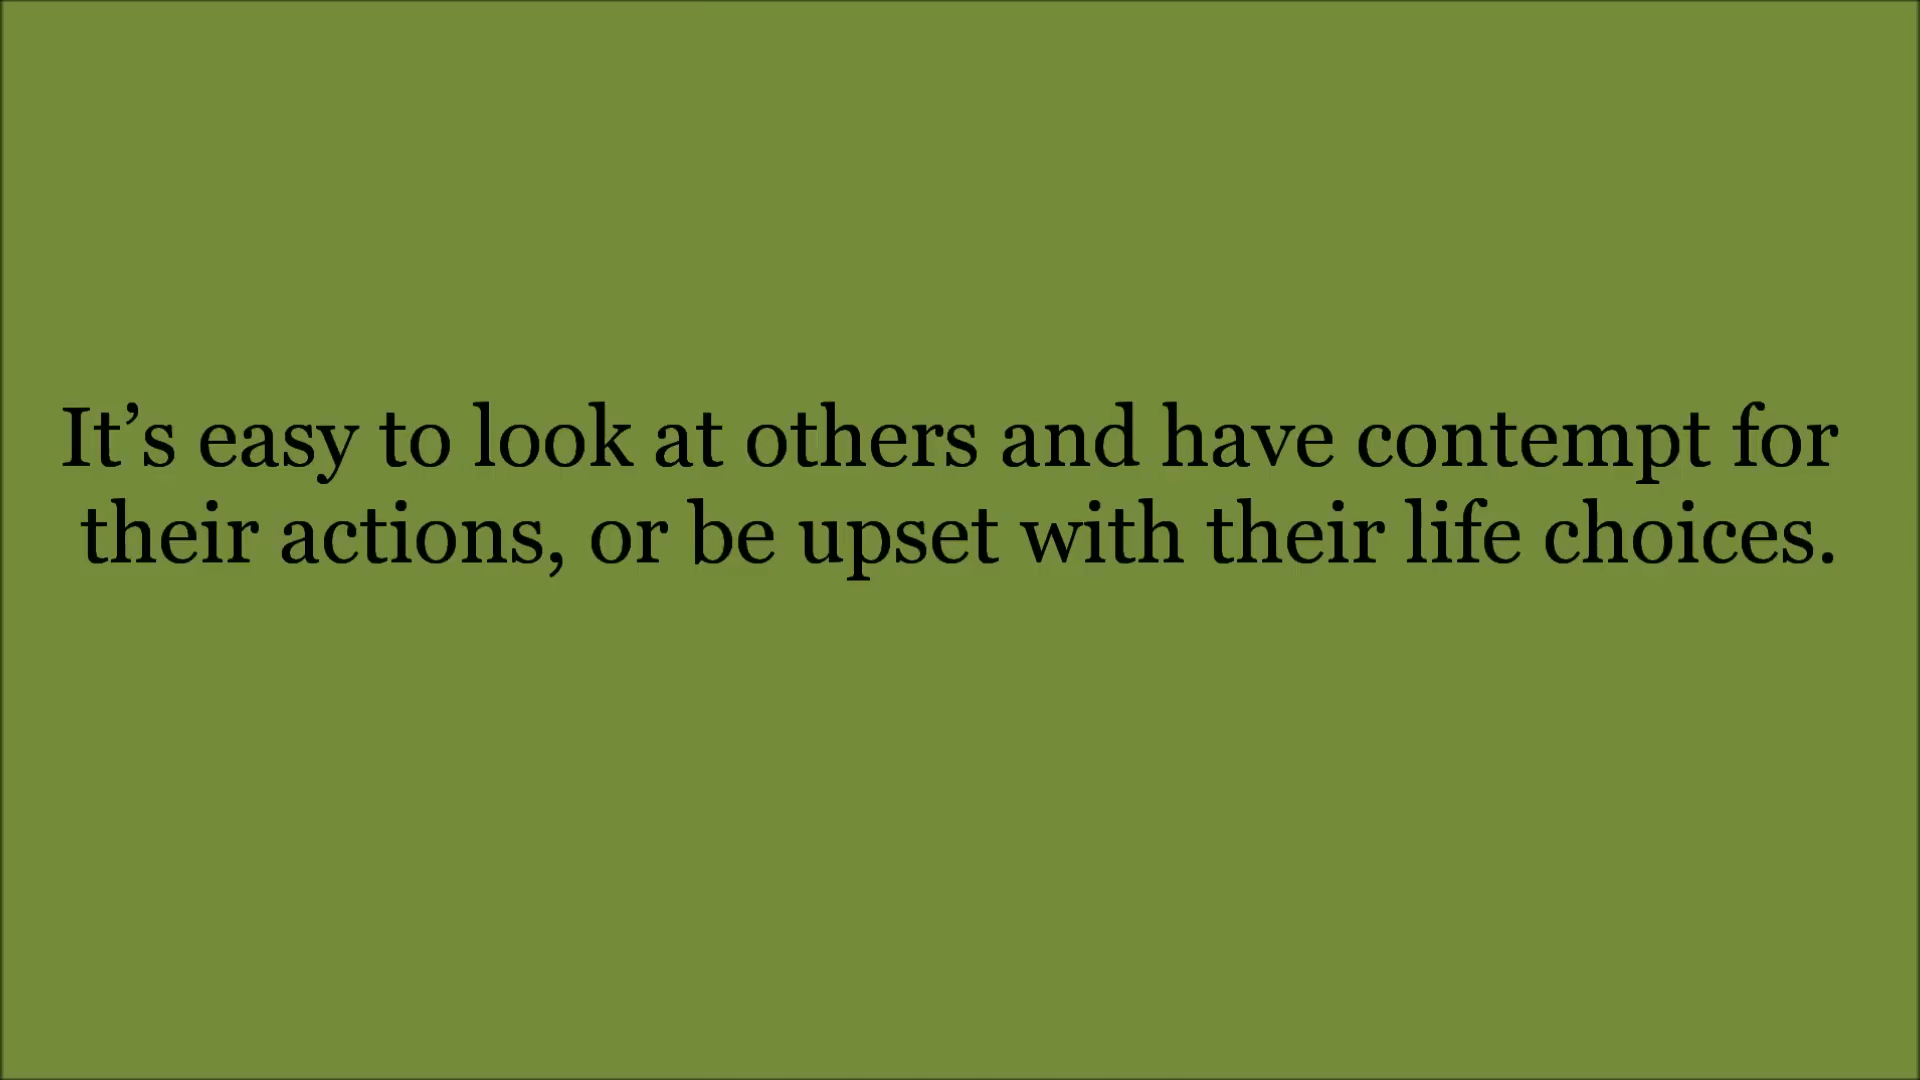 It’s easy to look at others and have contempt for
their actions, or be upset with their life choices.